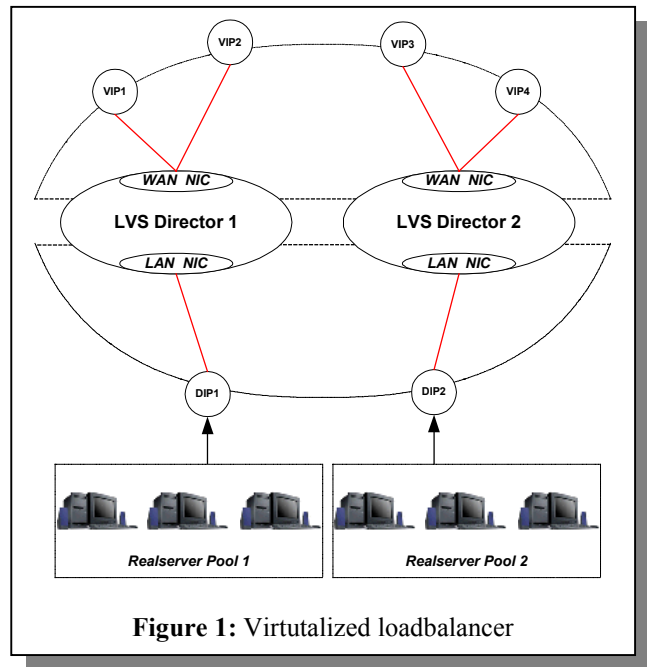 VIP2
VIP3
VIP1
VIP4
WAN NIC
WAN NIC
LVS Director 1
LVS Director 2
LAN NIC
LAN NIC
DIP1
DIP2
Realserver Pool 1
Realserver Pool 2
Figure 1: Virtutalized loadbalancer